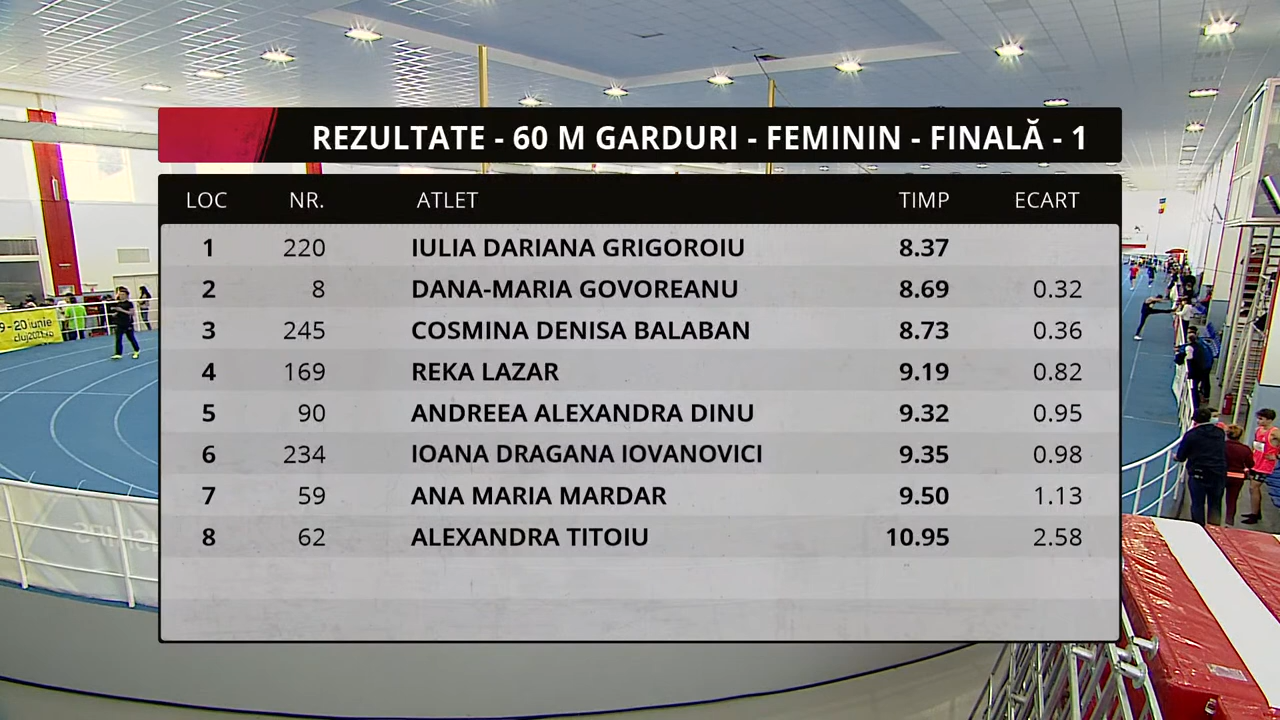 REZULTATE - 60 M GARDURI - FEMININ - FINALĂ - 1
LOC NR. ATLET TIMP ECART
1 220 IULIA DARIANA GRIGOROIU 8.37
2 8 DANA-MARIA GOVOREANU 8.69 0.32
3 245 COSMINA DENISA BALABAN 8.73 0.36
4 169 REKA LAZAR 9.19 0.82
5 90 ANDREEA ALEXANDRA DINU 9.32 0.95
6 234 IOANA DRAGANA IOVANOVICI 9.35 0.98
7 59 ANA MARIA MARDAR 9.50 1.13
8 62 ALEXANDRA TITOIU 10.95 2.58
9-20 iunie